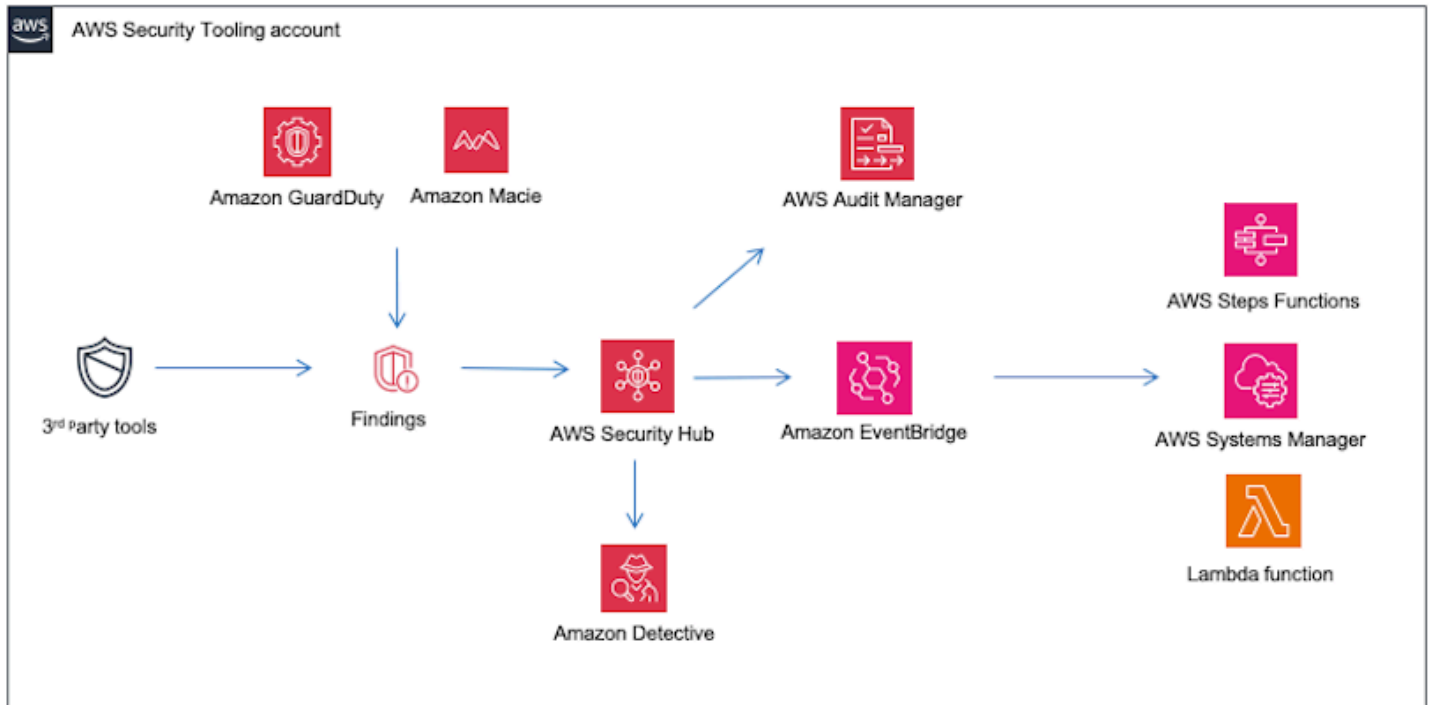 aws
AWS Security Tooling account
Amazon GuardDuty
Amazon Macie
AWS Audit Manager
AWS Steps Functions
3rd Party tools
Findings
AWS Security Hub
Amazon EventBridge
AWS Systems Manager
Lambda function
Amazon Detective